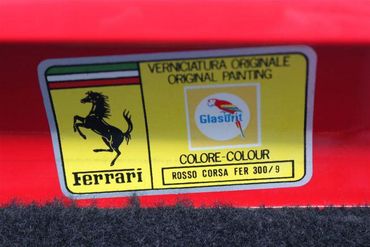 VERNICIATURA ORIGINALE
ORIGINAL PAINTING
Glasurit
Ferrari
COLORE-COLOUR
ROSSO CORSA FER 300/9